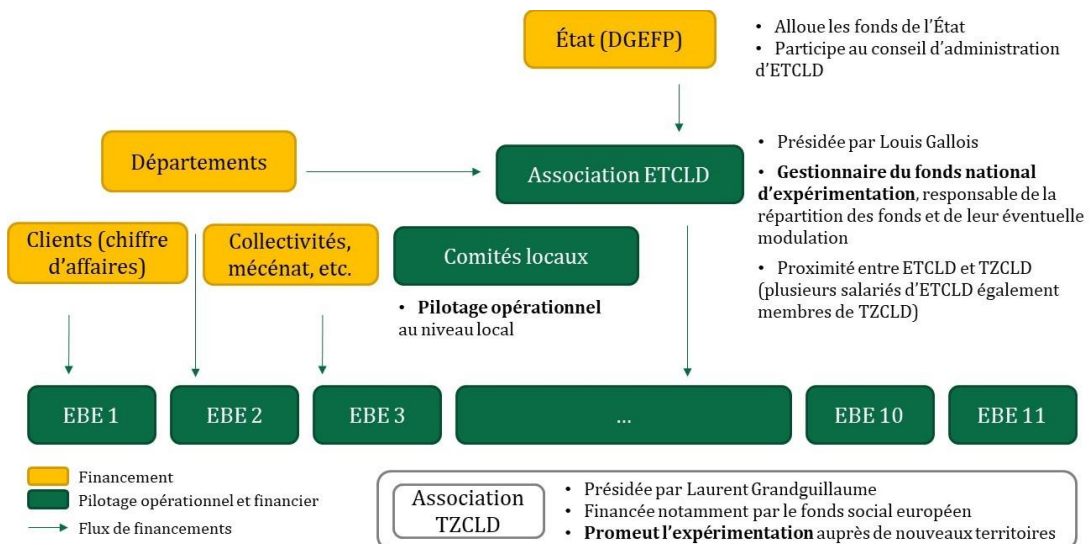 État (DGEFP)
• Alloue les fonds de l'État
• Participe au conseil d'administration
d'ETCLD
Départements
Association ETCLD
• Présidée par Louis Gallois
• Gestionnaire du fonds national
d'expérimentation, responsable de la
répartition des fonds et de leur éventuelle
modulation
• Proximité entre ETCLD et TZCLD
(plusieurs salariés d'ETCLD également
membres de TZCLD)
Clients (chiffre
d'affaires)
Collectivités,
mécénat, etc.
Comités locaux
• Pilotage opérationnel
au niveau local
EBE 1
EBE 2
EBE 3
...
EBE 10
EBE 11
Financement
Pilotage opérationnel et financier
Flux de financements
Association
TZCLD
• Présidée par Laurent Grandguillaume
• Financée notamment par le fonds social européen
• Promeut l'expérimentation auprès de nouveaux territoires